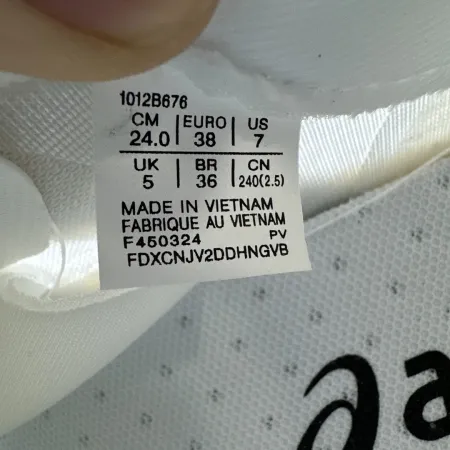 1012B676
CM | EURO | US
24.0 | 38 | 7
UK | BR | CN
5 | 36 | 240(2.5)
MADE IN VIETNAM
FABRIQUE AU VIETNAM
F450324 PV
FDXCNJV2DDHNGVB
a